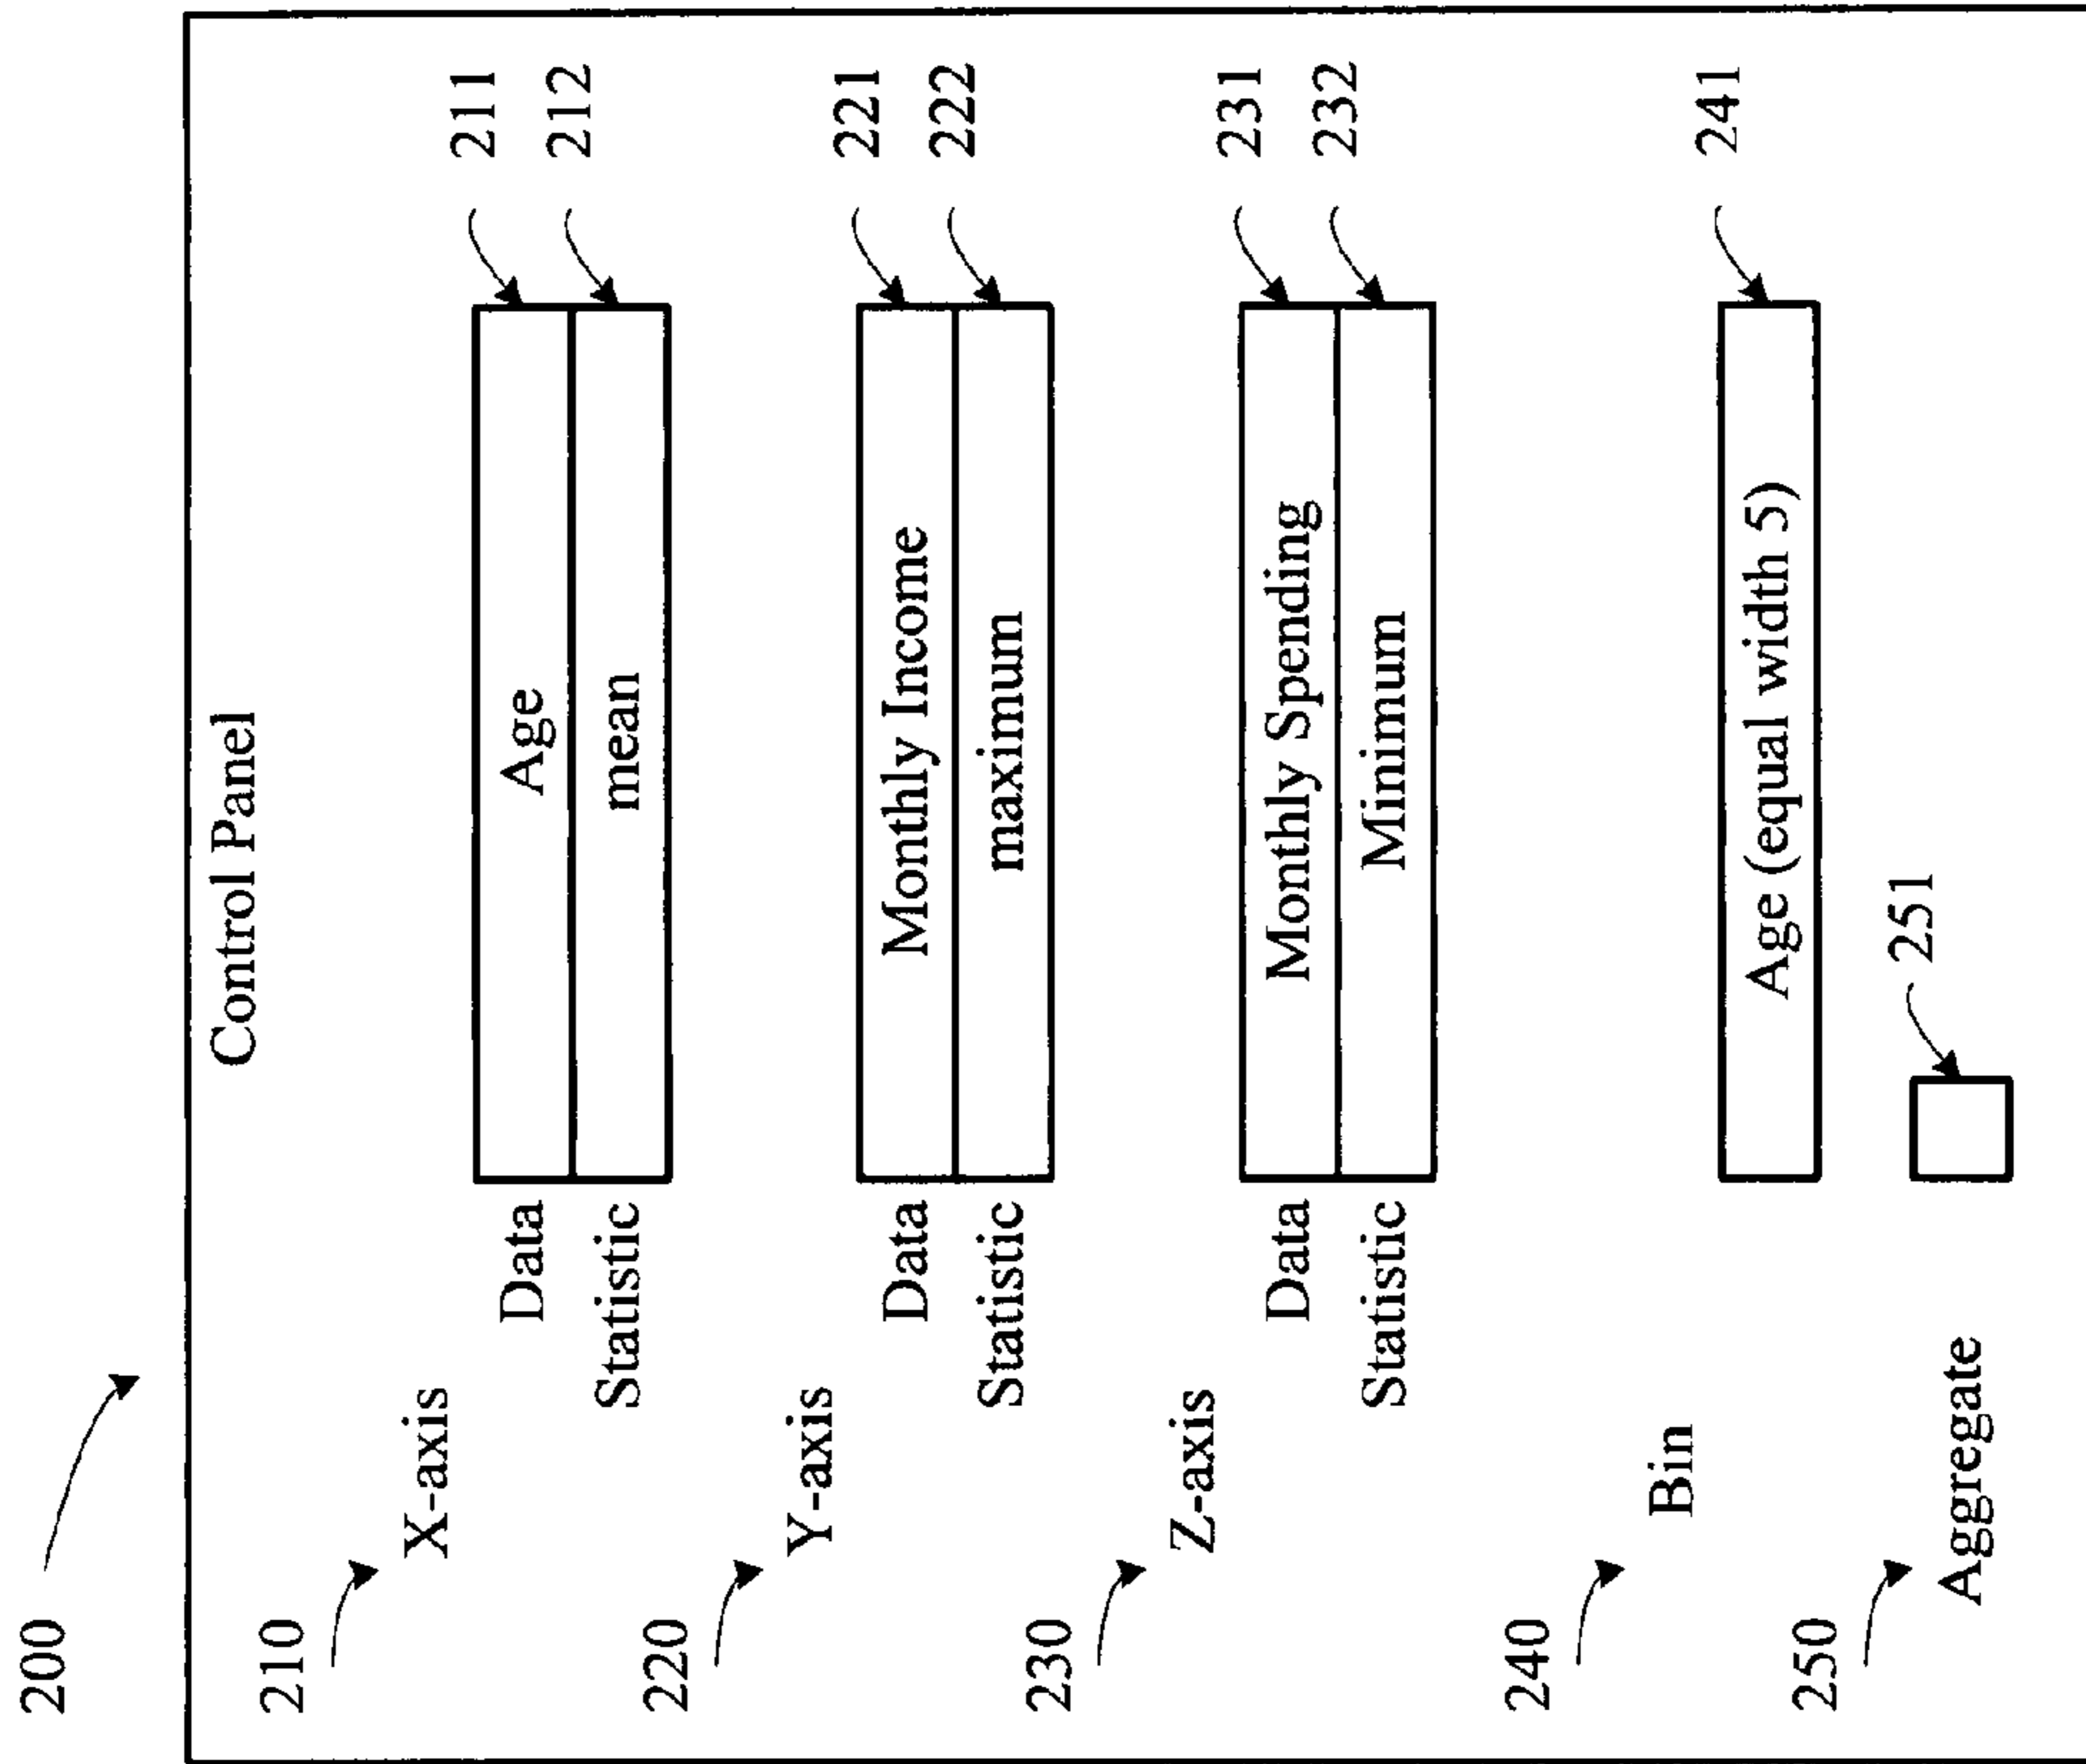 200
Control Panel
210
X-axis
Data Age 211
Statistic mean 212
220
Y-axis
Data Monthly Income 221
Statistic maximum 222
230
Z-axis
Data Monthly Spending 231
Statistic Minimum 232
240
Bin
Age (equal width 5) 241
250
Aggregate 251